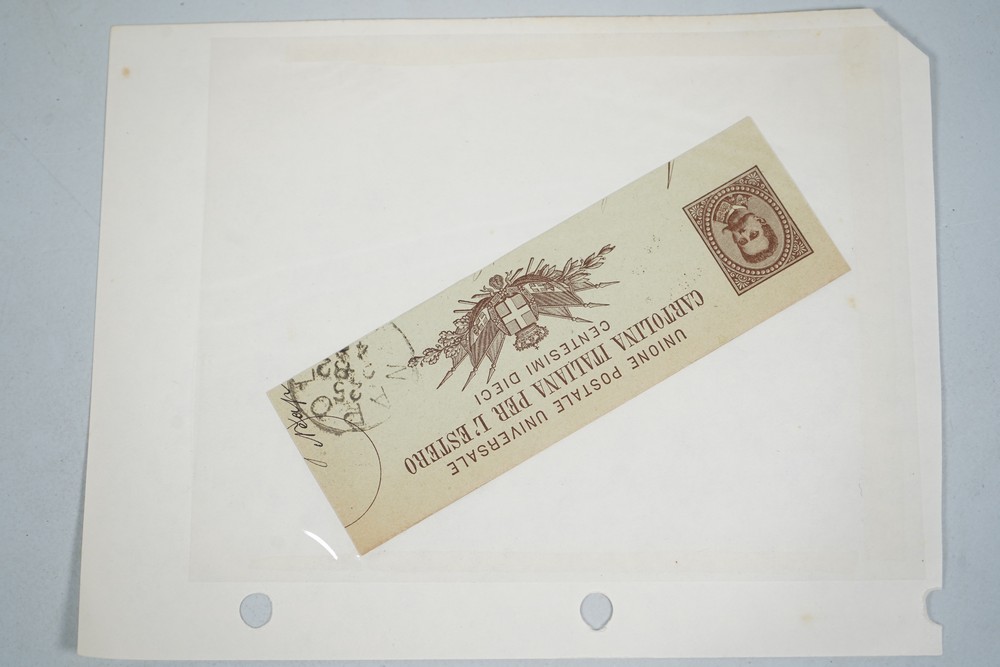 UNIONE POSTALE UNIVERSALE
CARTOLINA ITALIANA PER L'ESTERO
CENTESIMI DIECI